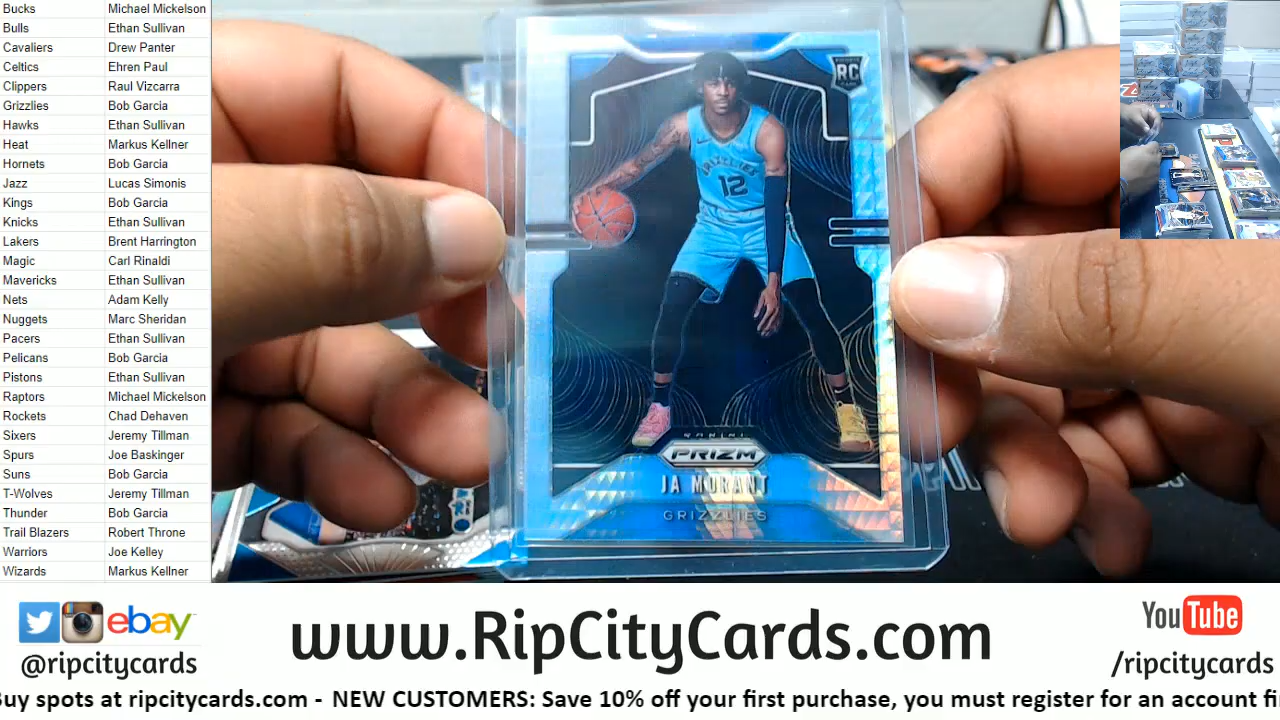 Bucks Michael Mickelson
Bulls Ethan Sullivan
Cavaliers Drew Panter
Celtics Ehren Paul
Clippers Raul Vizcarra
Grizzlies Bob Garcia
Hawks Ethan Sullivan
Heat Markus Kellner
Hornets Bob Garcia
Jazz Lucas Simonis
Kings Bob Garcia
Knicks Ethan Sullivan
Lakers Brent Harrington
Magic Carl Rinaldi
Mavericks Ethan Sullivan
Nets Adam Kelly
Nuggets Marc Sheridan
Pacers Ethan Sullivan
Pelicans Bob Garcia
Pistons Ethan Sullivan
Raptors Michael Mickelson
Rockets Chad Dehaven
Sixers Jeremy Tillman
Spurs Joe Baskinger
Suns Bob Garcia
T-Wolves Jeremy Tillman
Thunder Bob Garcia
Trail Blazers Robert Throne
Warriors Joe Kelley
Wizards Markus Kellner
RC
GRIZZLIES
12
PANINI
PRIZM
JA MORANT
GRIZZLIES
ebay
@ripcitycards
www.RipCityCards.com
YouTube
/ripcitycards
Buy spots at ripcitycards.com - NEW CUSTOMERS: Save 10% off your first purchase, you must register for an account fi